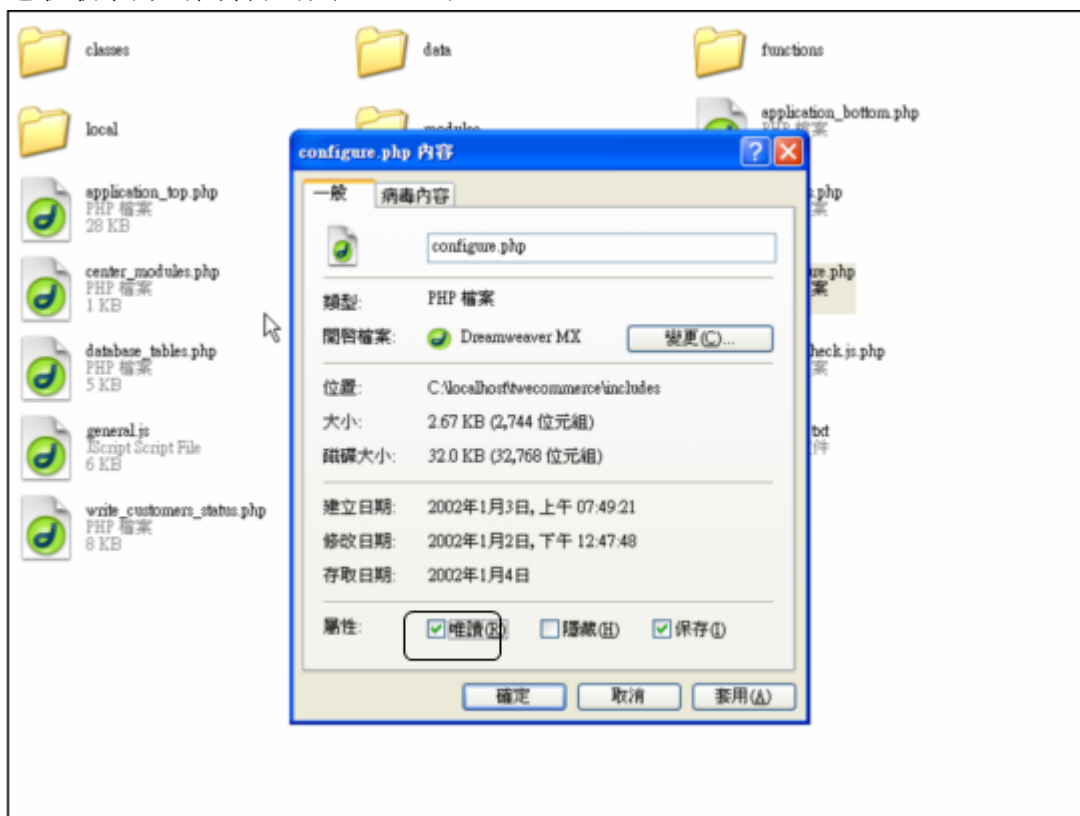 classes
data
functions
local
application_bottom.php
application_top.php
PHP 檔案
28 KB
center_modules.php
PHP 檔案
1 KB
database_tables.php
PHP 檔案
5 KB
general.js
JScript Script File
6 KB
write_customers_status.php
PHP 檔案
8 KB
configure.php 內容
一般
病毒內容
configure.php
類型: PHP 檔案
開啟檔案: Dreamweaver MX 變更(C)...
位置: C:\localhost\twecommerce\includes
大小: 2.67 KB (2,744 位元組)
磁碟大小: 32.0 KB (32,768 位元組)
建立日期: 2002年1月3日, 上午 07:49:21
修改日期: 2002年1月2日, 下午 12:47:48
存取日期: 2002年1月4日
屬性: 唯讀(R) 隱藏(H) 保存(I)
確定 取消 套用(A)